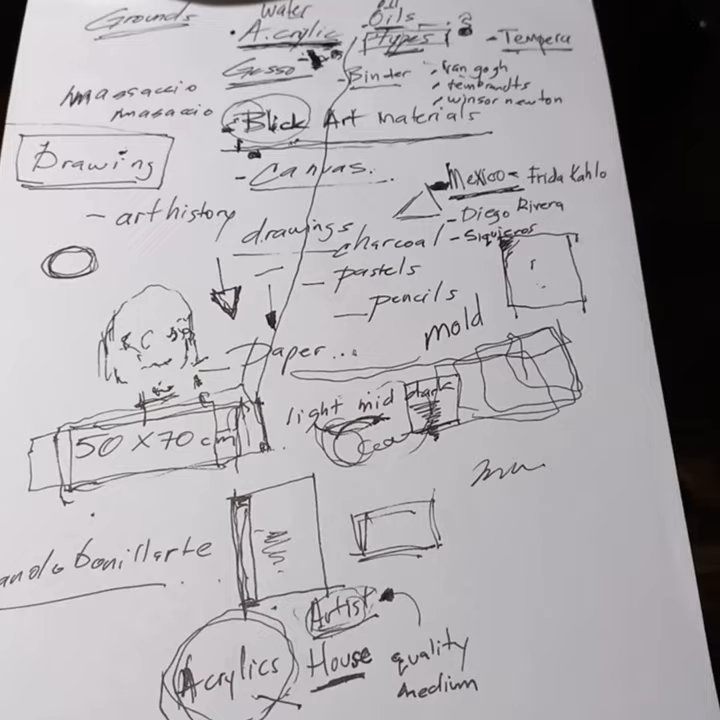 Grounds
Water
Acrylic
Oils
types ?
- Tempera
Gesso
- Binder
van gogh
rembrandts
winsor newton
masaccio
masaccio
- Blick Art materials
Drawing
- Canvas.
Mexico - Frida Kahlo
- Diego Rivera
- Siquieros
- art history
drawings
- charcoal
- pastels
- pencils
mold
- paper...
light mid
50 x 70 cm
bonillarte
Artist
Acrylics House quality
medium